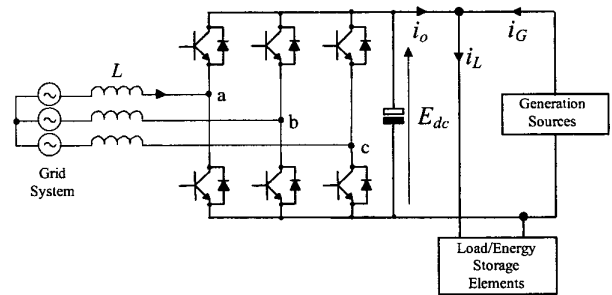 i_o
i_G
i_L
L
a
b
c
E_dc
Grid
System
Generation
Sources
Load/Energy
Storage
Elements